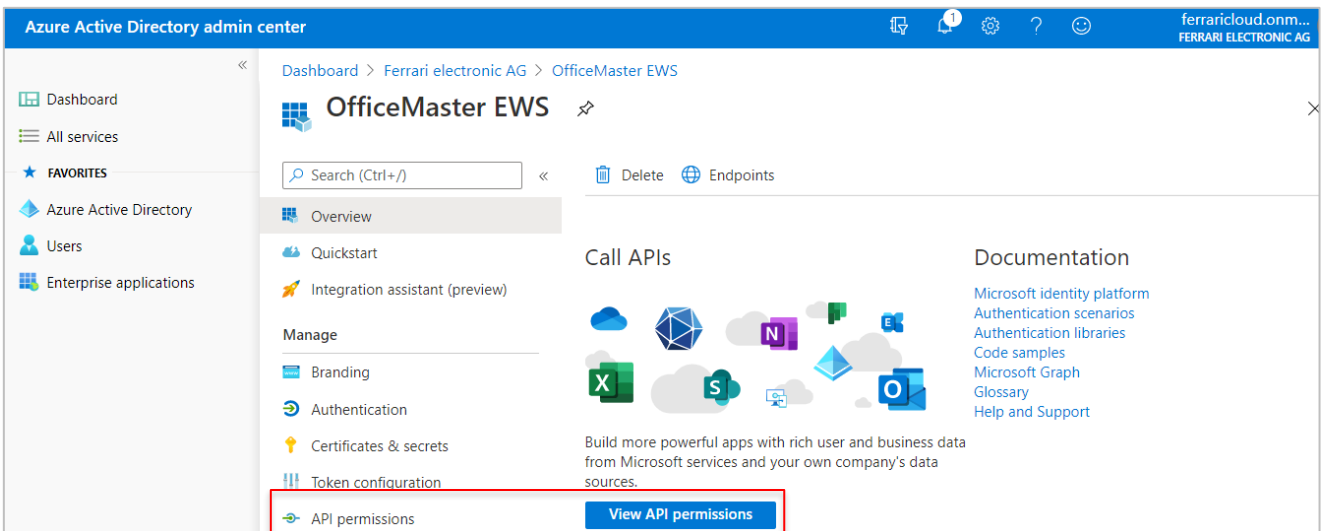 Azure Active Directory admin center
1
ferraricloud.onm...
FERRARI ELECTRONIC AG
«
Dashboard
All services
FAVORITES
Azure Active Directory
Users
Enterprise applications
Dashboard > Ferrari electronic AG > OfficeMaster EWS
OfficeMaster EWS
Search (Ctrl+/)
«
Overview
Quickstart
Integration assistant (preview)
Manage
Branding
Authentication
Certificates & secrets
Token configuration
API permissions
Delete
Endpoints
Call APIs
N
E
X
S
O
Build more powerful apps with rich user and business data
from Microsoft services and your own company's data
sources.
View API permissions
Documentation
Microsoft identity platform
Authentication scenarios
Authentication libraries
Code samples
Microsoft Graph
Glossary
Help and Support